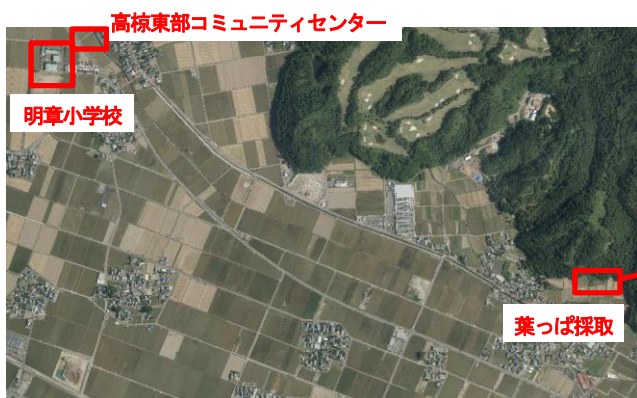 高椋東部コミュニティセンター
明章小学校
葉っぱ採取